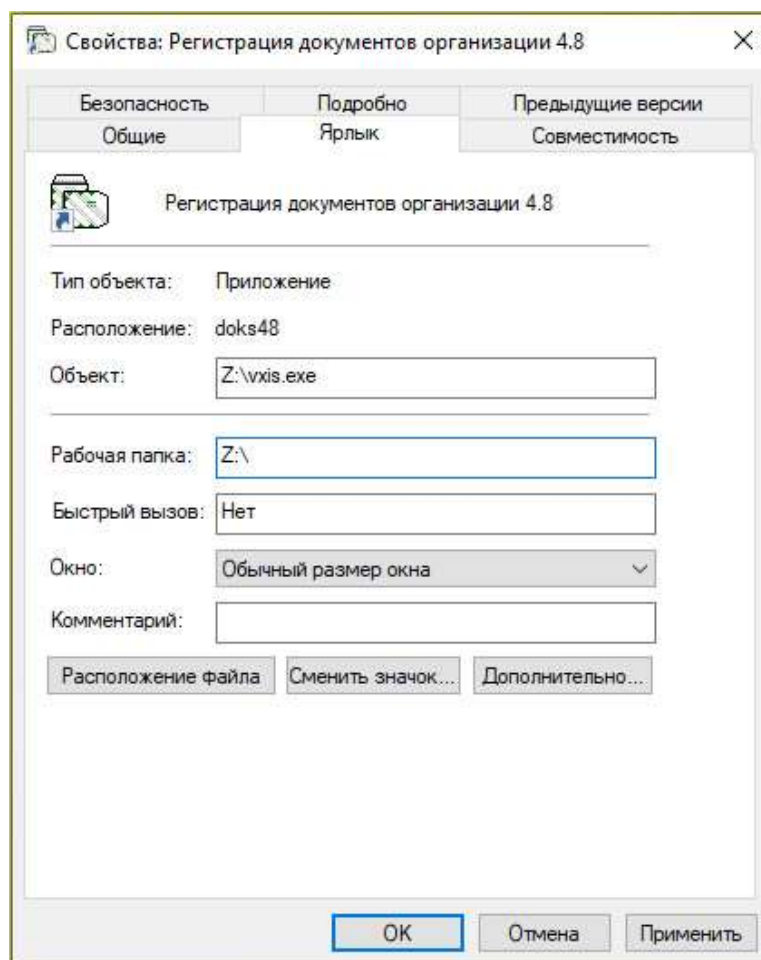 Свойства: Регистрация документов организации 4.8
Безопасность Подробно Предыдущие версии
Общие Ярлык Совместимость
Регистрация документов организации 4.8
Тип объекта: Приложение
Расположение: doks48
Объект: Z:\vxis.exe
Рабочая папка: Z:\
Быстрый вызов: Нет
Окно: Обычный размер окна
Комментарий:
Расположение файла Сменить значок... Дополнительно...
OK Отмена Применить